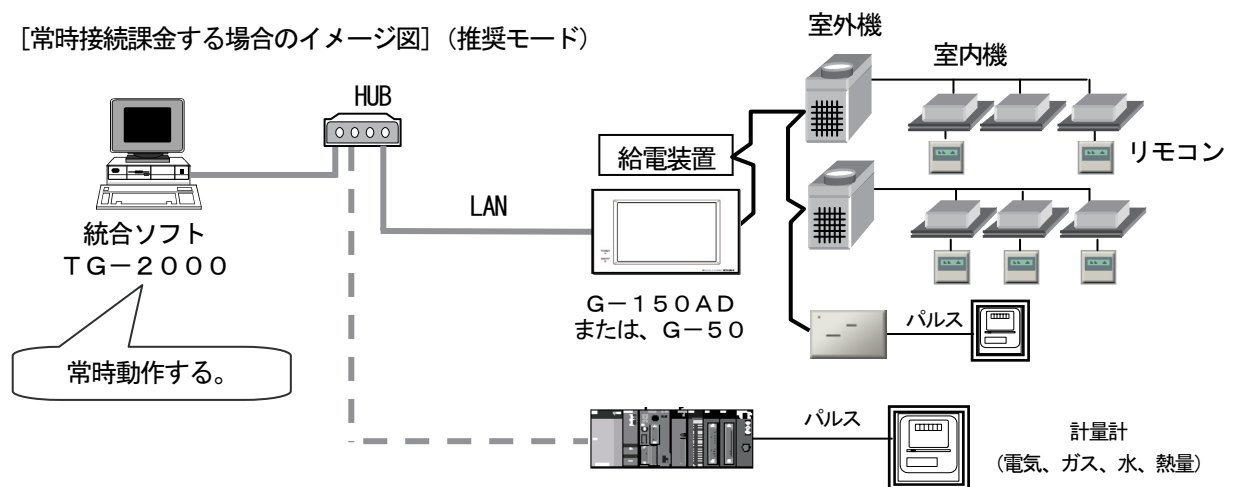 [常時接続課金する場合のイメージ図]（推奨モード）
室外機
室内機
HUB
給電装置
リモコン
LAN
統合ソフト
ＴＧ－２０００
Ｇ－１５０ＡＤ
または、Ｇ－５０
パルス
常時動作する。
パルス
計量計
（電気、ガス、水、熱量）